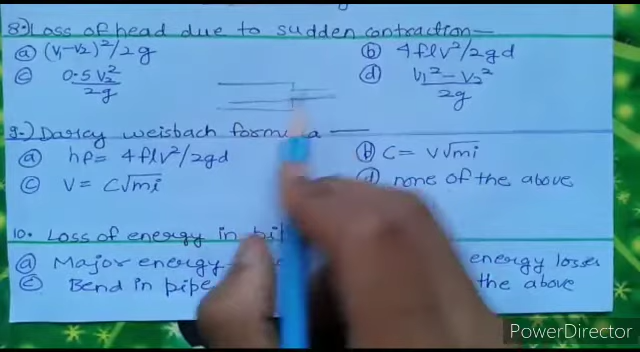 8.) Loss of head due to sudden contraction —
(a) (V1-V2)²/2g (b) 4flv²/2gd
(c) 0.5 V2²/2g (d) V1² - V2²/2g
9.) Darcy weisbach formula —
(a) hf = 4flv²/2gd (b) C = V√mi
(c) V = C√mi (d) none of the above
10. Loss of energy in
(a) Major energy energy losses
(c) Bend in pipe the above
PowerDirector